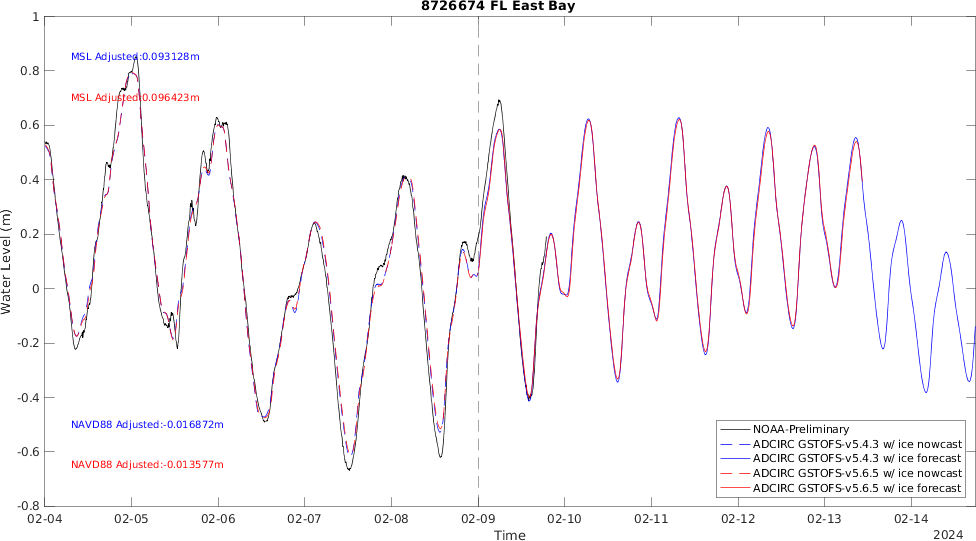 8726674 FL East Bay
1
0.8
0.6
0.4
0.2
0
-0.2
-0.4
-0.6
-0.8
Water Level (m)
MSL Adjusted:0.093128m
MSL Adjusted:0.096423m
NAVD88 Adjusted:-0.016872m
NAVD88 Adjusted:-0.013577m
NOAA-Preliminary
ADCIRC GSTOFS-v5.4.3 w/ ice nowcast
ADCIRC GSTOFS-v5.4.3 w/ ice forecast
ADCIRC GSTOFS-v5.6.5 w/ ice nowcast
ADCIRC GSTOFS-v5.6.5 w/ ice forecast
02-04 02-05 02-06 02-07 02-08 02-09 02-10 02-11 02-12 02-13 02-14
Time
2024